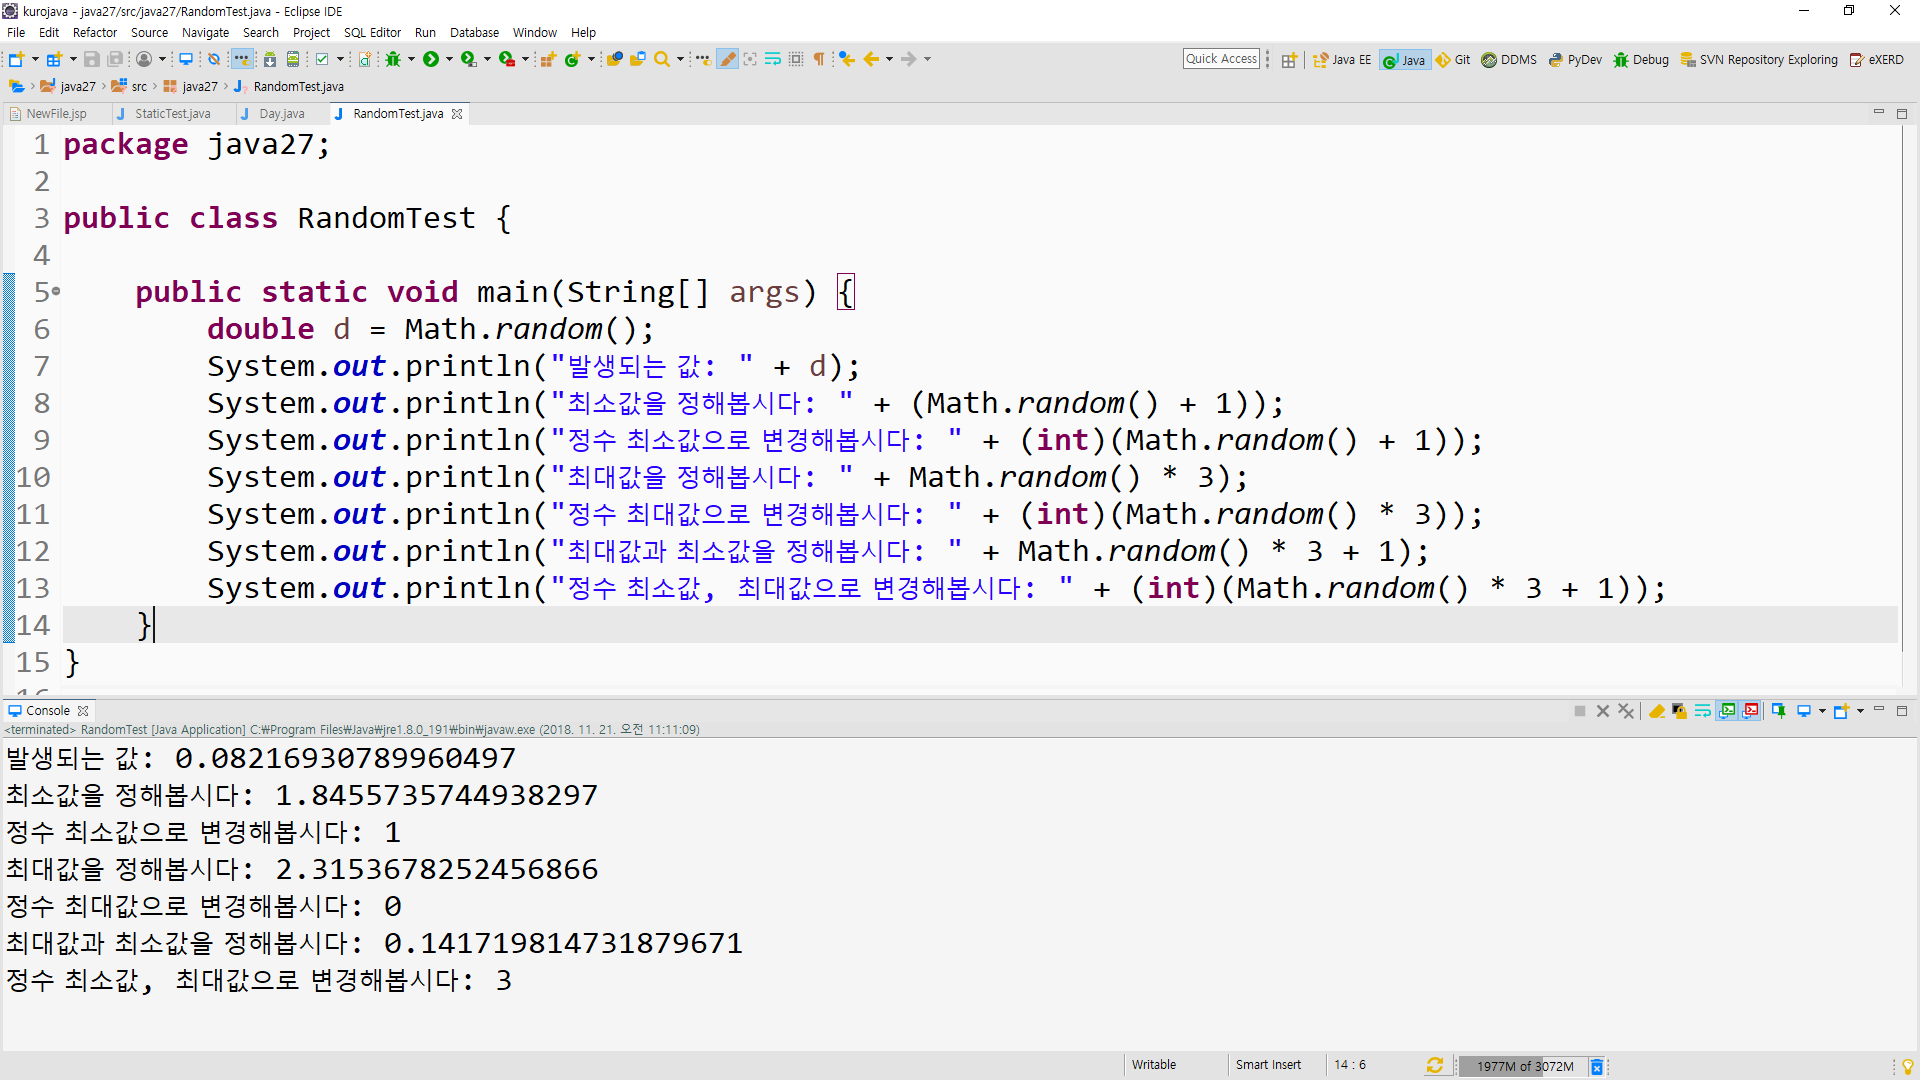 kurojava - java27/src/java27/RandomTest.java - Eclipse IDE
File Edit Refactor Source Navigate Search Project SQL Editor Run Database Window Help
Quick Access Java EE Java Git DDMS PyDev Debug SVN Repository Exploring eXERD
java27 src java27 RandomTest.java
NewFile.jsp StaticTest.java Day.java RandomTest.java
1 package java27;
2
3 public class RandomTest {
4
5 public static void main(String[] args) {
6 double d = Math.random();
7 System.out.println("발생되는 값: " + d);
8 System.out.println("최소값을 정해봅시다: " + (Math.random() + 1));
9 System.out.println("정수 최소값으로 변경해봅시다: " + (int)(Math.random() + 1));
10 System.out.println("최대값을 정해봅시다: " + Math.random() * 3);
11 System.out.println("정수 최대값으로 변경해봅시다: " + (int)(Math.random() * 3));
12 System.out.println("최대값과 최소값을 정해봅시다: " + Math.random() * 3 + 1);
13 System.out.println("정수 최소값, 최대값으로 변경해봅시다: " + (int)(Math.random() * 3 + 1));
14 }
15 }
16
Console
<terminated> RandomTest [Java Application] C:₩Program Files₩Java₩jre1.8.0_191₩bin₩javaw.exe (2018. 11. 21. 오전 11:11:09)
발생되는 값: 0.08216930789960497
최소값을 정해봅시다: 1.8455735744938297
정수 최소값으로 변경해봅시다: 1
최대값을 정해봅시다: 2.3153678252456866
정수 최대값으로 변경해봅시다: 0
최대값과 최소값을 정해봅시다: 0.141719814731879671
정수 최소값, 최대값으로 변경해봅시다: 3
Writable Smart Insert 14 : 6 1977M of 3072M